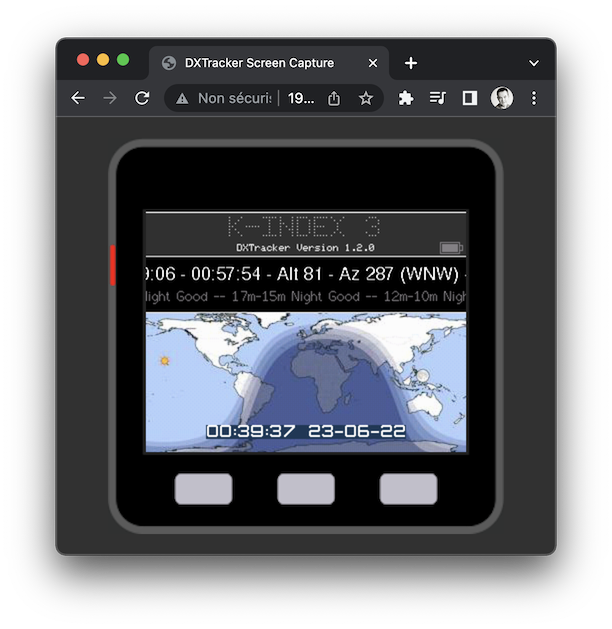 DXTracker Screen Capture
Non sécuris 19...
K-INDEX 3
DXTracker Version 1.2.0
9:06 - 00:57:54 - Alt 81 - Az 287 (WNW) -
Night Good -- 17m-15m Night Good -- 12m-10m Nigh
00:39:37 23-06-22